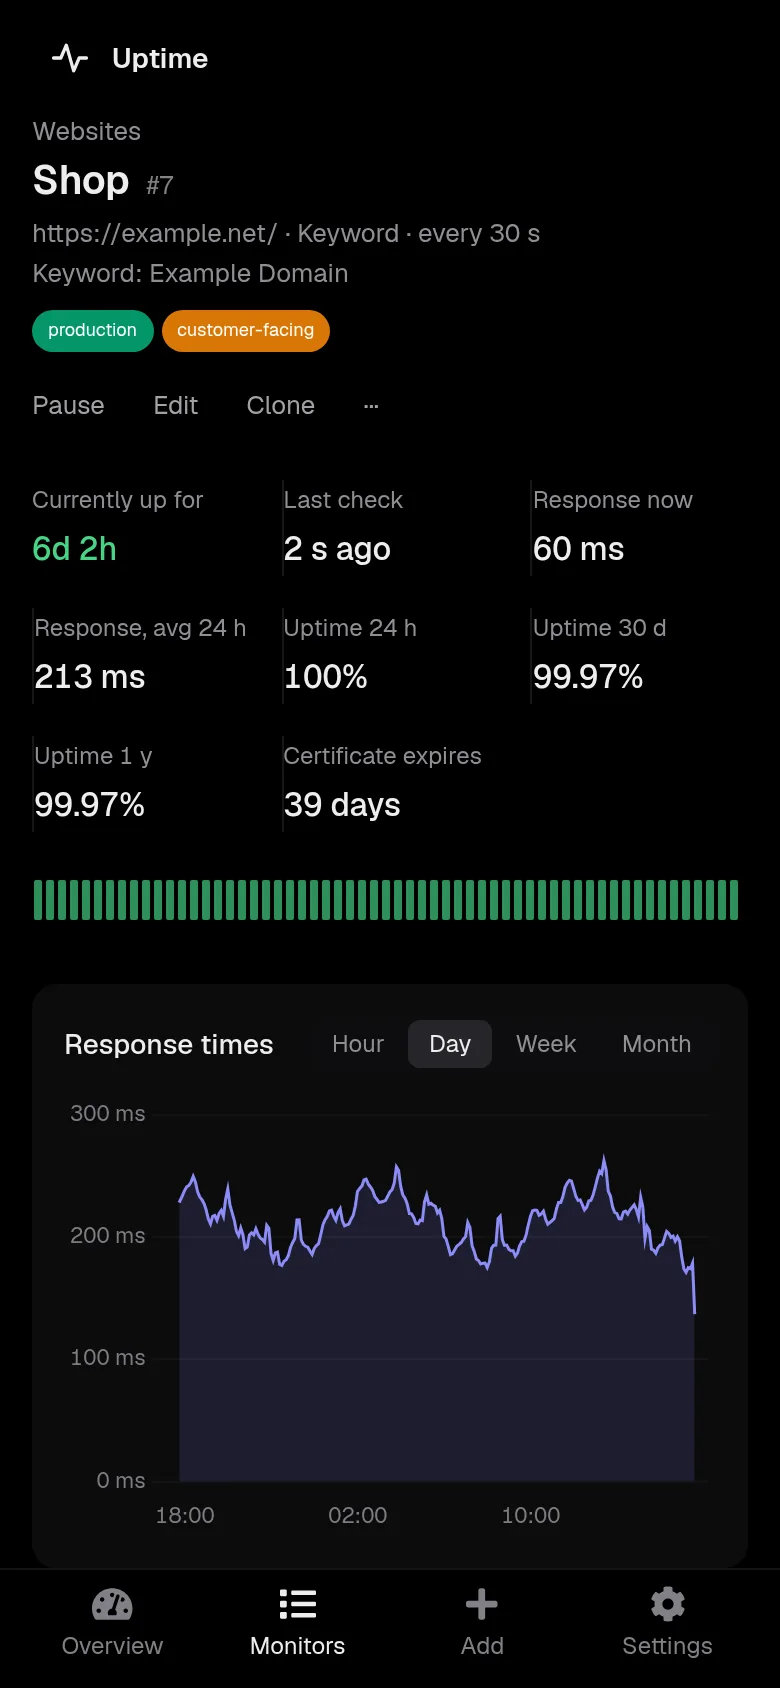 Uptime
Websites
Shop #7
https://example.net/ · Keyword · every 30 s
Keyword: Example Domain
production customer-facing
Pause Edit Clone ···
Currently up for Last check Response now
6d 2h 2 s ago 60 ms
Response, avg 24 h Uptime 24 h Uptime 30 d
213 ms 100% 99.97%
Uptime 1 y Certificate expires
99.97% 39 days
Response times Hour Day Week Month
300 ms
200 ms
100 ms
0 ms
18:00 02:00 10:00
Overview Monitors Add Settings